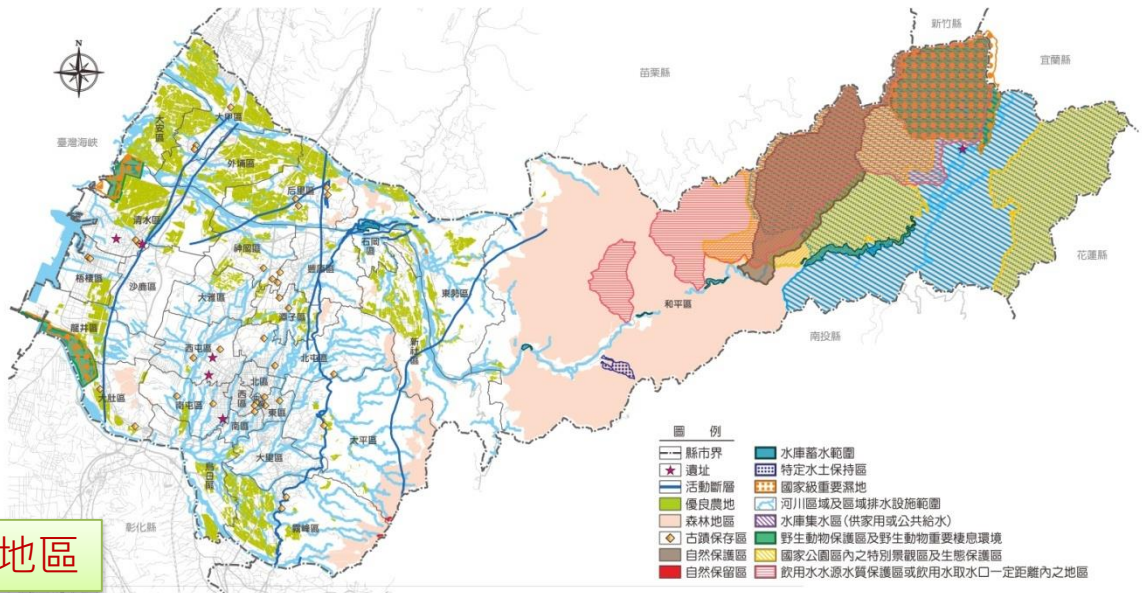 N
新竹縣
宜蘭縣
苗栗縣
臺灣海峽
大甲區
大安區
外埔區
后里區
清水區
石岡區
神岡區
豐原區
梧棲區
沙鹿區
東勢區
和平區
花蓮縣
大雅區
潭子區
南投縣
龍井區
西屯區
北屯區
新社區
北區
西區
大肚區
南屯區
東區
南區
太平區
大里區
烏日區
霧峰區
彰化縣
地區
圖 例
縣市界
遺址
活動斷層
優良農地
森林地區
古蹟保存區
自然保護區
自然保留區
水庫蓄水範圍
特定水土保持區
國家級重要濕地
河川區域及區域排水設施範圍
水庫集水區(供家用或公共給水)
野生動物保護區及野生動物重要棲息環境
國家公園區內之特別景觀區及生態保護區
飲用水水源水質保護區或飲用水取水口一定距離內之地區